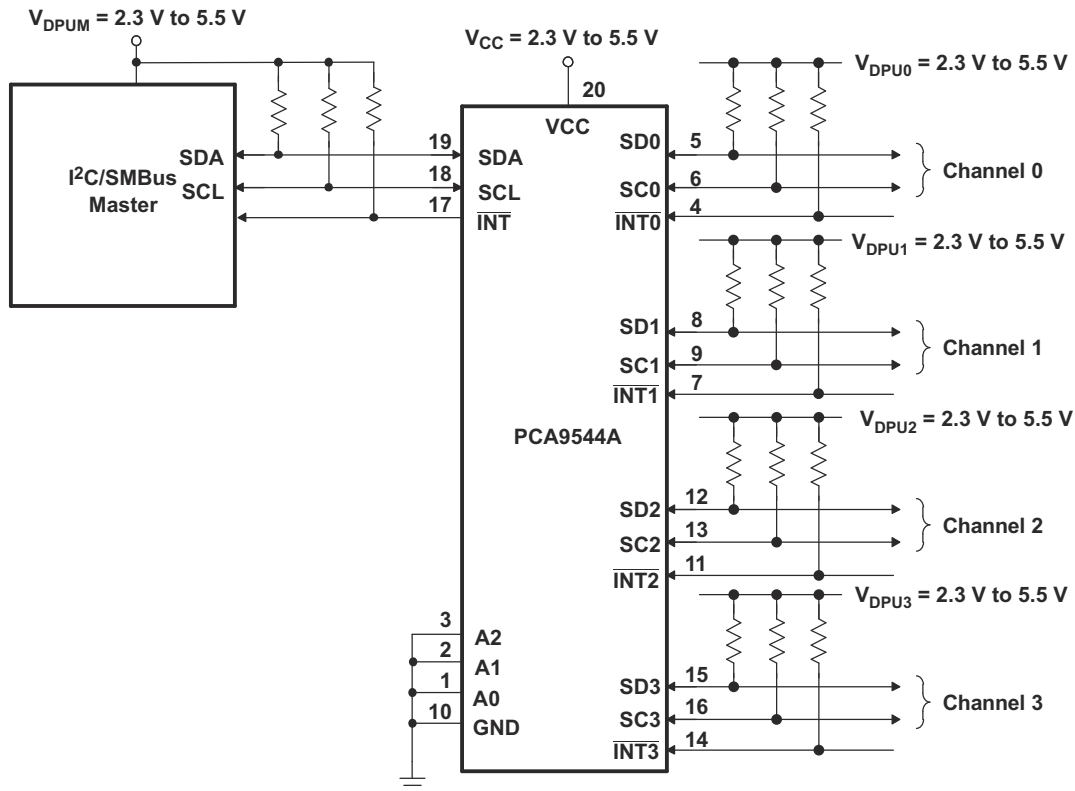 V_DPUM = 2.3 V to 5.5 V
V_CC = 2.3 V to 5.5 V
V_DPU0 = 2.3 V to 5.5 V
20
VCC
I²C/SMBus
Master
SDA
SCL
19
18
17
SDA
SCL
INT
SD0
SC0
INT0
5
6
4
Channel 0
V_DPU1 = 2.3 V to 5.5 V
SD1
SC1
INT1
8
9
7
Channel 1
V_DPU2 = 2.3 V to 5.5 V
PCA9544A
SD2
SC2
INT2
12
13
11
Channel 2
V_DPU3 = 2.3 V to 5.5 V
3
2
1
10
A2
A1
A0
GND
SD3
SC3
INT3
15
16
14
Channel 3